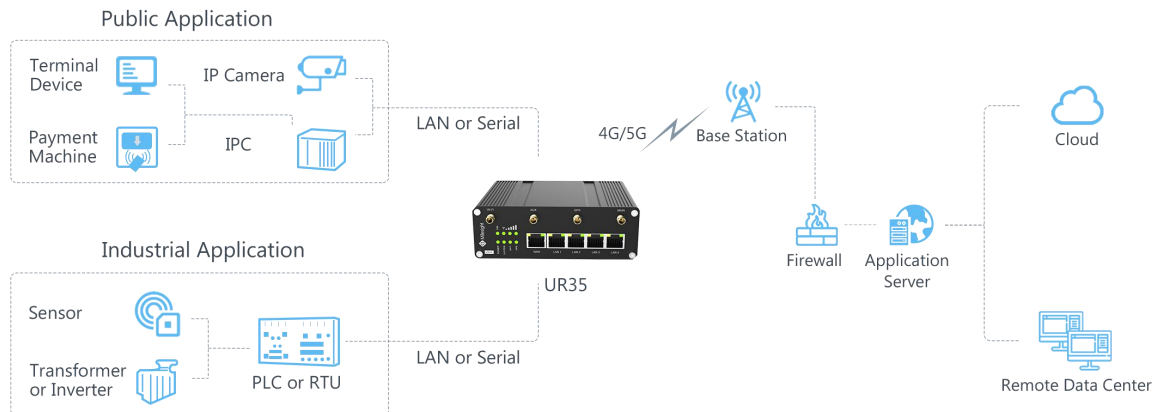 Public Application
Terminal
Device
IP Camera
Payment
Machine
IPC
LAN or Serial
4G/5G
Base Station
Cloud
Firewall
Application
Server
UR35
Industrial Application
Sensor
Transformer
or Inverter
PLC or RTU
LAN or Serial
Remote Data Center